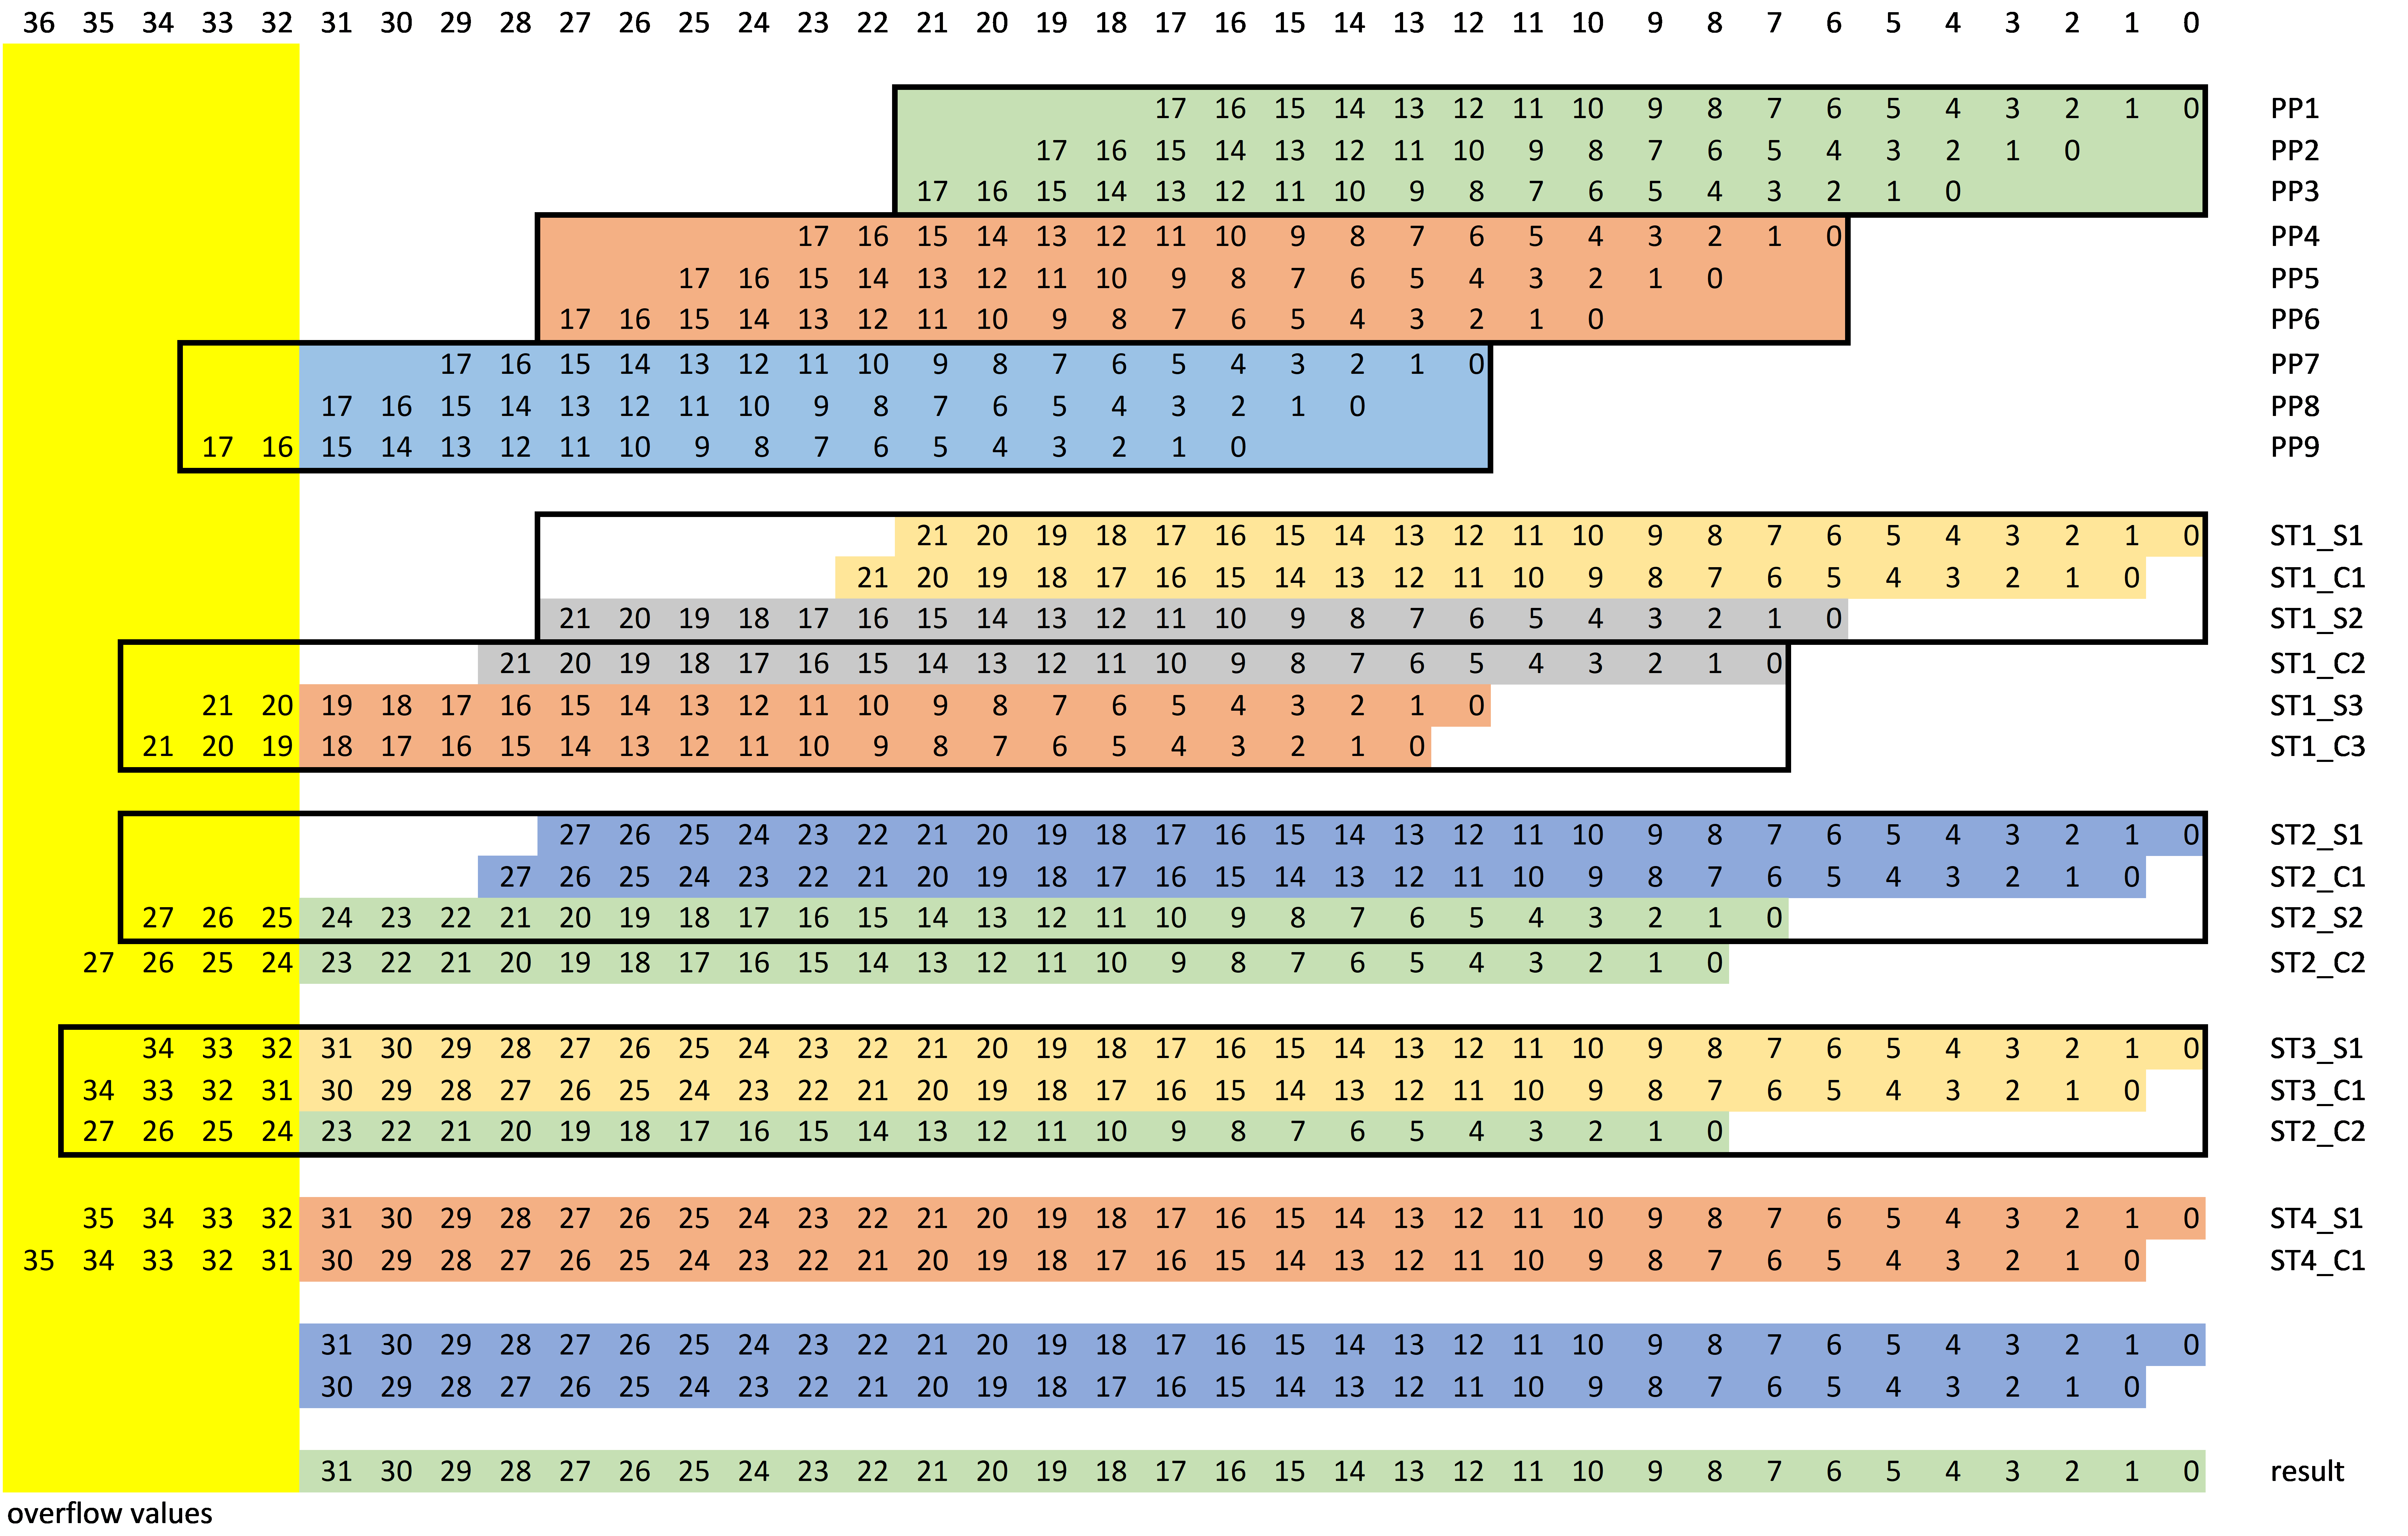 36 35 34 33 32 31 30 29 28 27 26 25 24 23 22 21 20 19 18 17 16 15 14 13 12 11 10 9 8 7 6 5 4 3 2 1 0
17 16 15 14 13 12 11 10 9 8 7 6 5 4 3 2 1 0 PP1
17 16 15 14 13 12 11 10 9 8 7 6 5 4 3 2 1 0 PP2
17 16 15 14 13 12 11 10 9 8 7 6 5 4 3 2 1 0 PP3
17 16 15 14 13 12 11 10 9 8 7 6 5 4 3 2 1 0 PP4
17 16 15 14 13 12 11 10 9 8 7 6 5 4 3 2 1 0 PP5
17 16 15 14 13 12 11 10 9 8 7 6 5 4 3 2 1 0 PP6
17 16 15 14 13 12 11 10 9 8 7 6 5 4 3 2 1 0 PP7
17 16 15 14 13 12 11 10 9 8 7 6 5 4 3 2 1 0 PP8
17 16 15 14 13 12 11 10 9 8 7 6 5 4 3 2 1 0 PP9
21 20 19 18 17 16 15 14 13 12 11 10 9 8 7 6 5 4 3 2 1 0 ST1_S1
21 20 19 18 17 16 15 14 13 12 11 10 9 8 7 6 5 4 3 2 1 0 ST1_C1
21 20 19 18 17 16 15 14 13 12 11 10 9 8 7 6 5 4 3 2 1 0 ST1_S2
21 20 19 18 17 16 15 14 13 12 11 10 9 8 7 6 5 4 3 2 1 0 ST1_C2
21 20 19 18 17 16 15 14 13 12 11 10 9 8 7 6 5 4 3 2 1 0 ST1_S3
21 20 19 18 17 16 15 14 13 12 11 10 9 8 7 6 5 4 3 2 1 0 ST1_C3
27 26 25 24 23 22 21 20 19 18 17 16 15 14 13 12 11 10 9 8 7 6 5 4 3 2 1 0 ST2_S1
27 26 25 24 23 22 21 20 19 18 17 16 15 14 13 12 11 10 9 8 7 6 5 4 3 2 1 0 ST2_C1
27 26 25 24 23 22 21 20 19 18 17 16 15 14 13 12 11 10 9 8 7 6 5 4 3 2 1 0 ST2_S2
27 26 25 24 23 22 21 20 19 18 17 16 15 14 13 12 11 10 9 8 7 6 5 4 3 2 1 0 ST2_C2
34 33 32 31 30 29 28 27 26 25 24 23 22 21 20 19 18 17 16 15 14 13 12 11 10 9 8 7 6 5 4 3 2 1 0 ST3_S1
34 33 32 31 30 29 28 27 26 25 24 23 22 21 20 19 18 17 16 15 14 13 12 11 10 9 8 7 6 5 4 3 2 1 0 ST3_C1
27 26 25 24 23 22 21 20 19 18 17 16 15 14 13 12 11 10 9 8 7 6 5 4 3 2 1 0 ST2_C2
35 34 33 32 31 30 29 28 27 26 25 24 23 22 21 20 19 18 17 16 15 14 13 12 11 10 9 8 7 6 5 4 3 2 1 0 ST4_S1
35 34 33 32 31 30 29 28 27 26 25 24 23 22 21 20 19 18 17 16 15 14 13 12 11 10 9 8 7 6 5 4 3 2 1 0 ST4_C1
31 30 29 28 27 26 25 24 23 22 21 20 19 18 17 16 15 14 13 12 11 10 9 8 7 6 5 4 3 2 1 0
30 29 28 27 26 25 24 23 22 21 20 19 18 17 16 15 14 13 12 11 10 9 8 7 6 5 4 3 2 1 0
31 30 29 28 27 26 25 24 23 22 21 20 19 18 17 16 15 14 13 12 11 10 9 8 7 6 5 4 3 2 1 0 result
overflow values